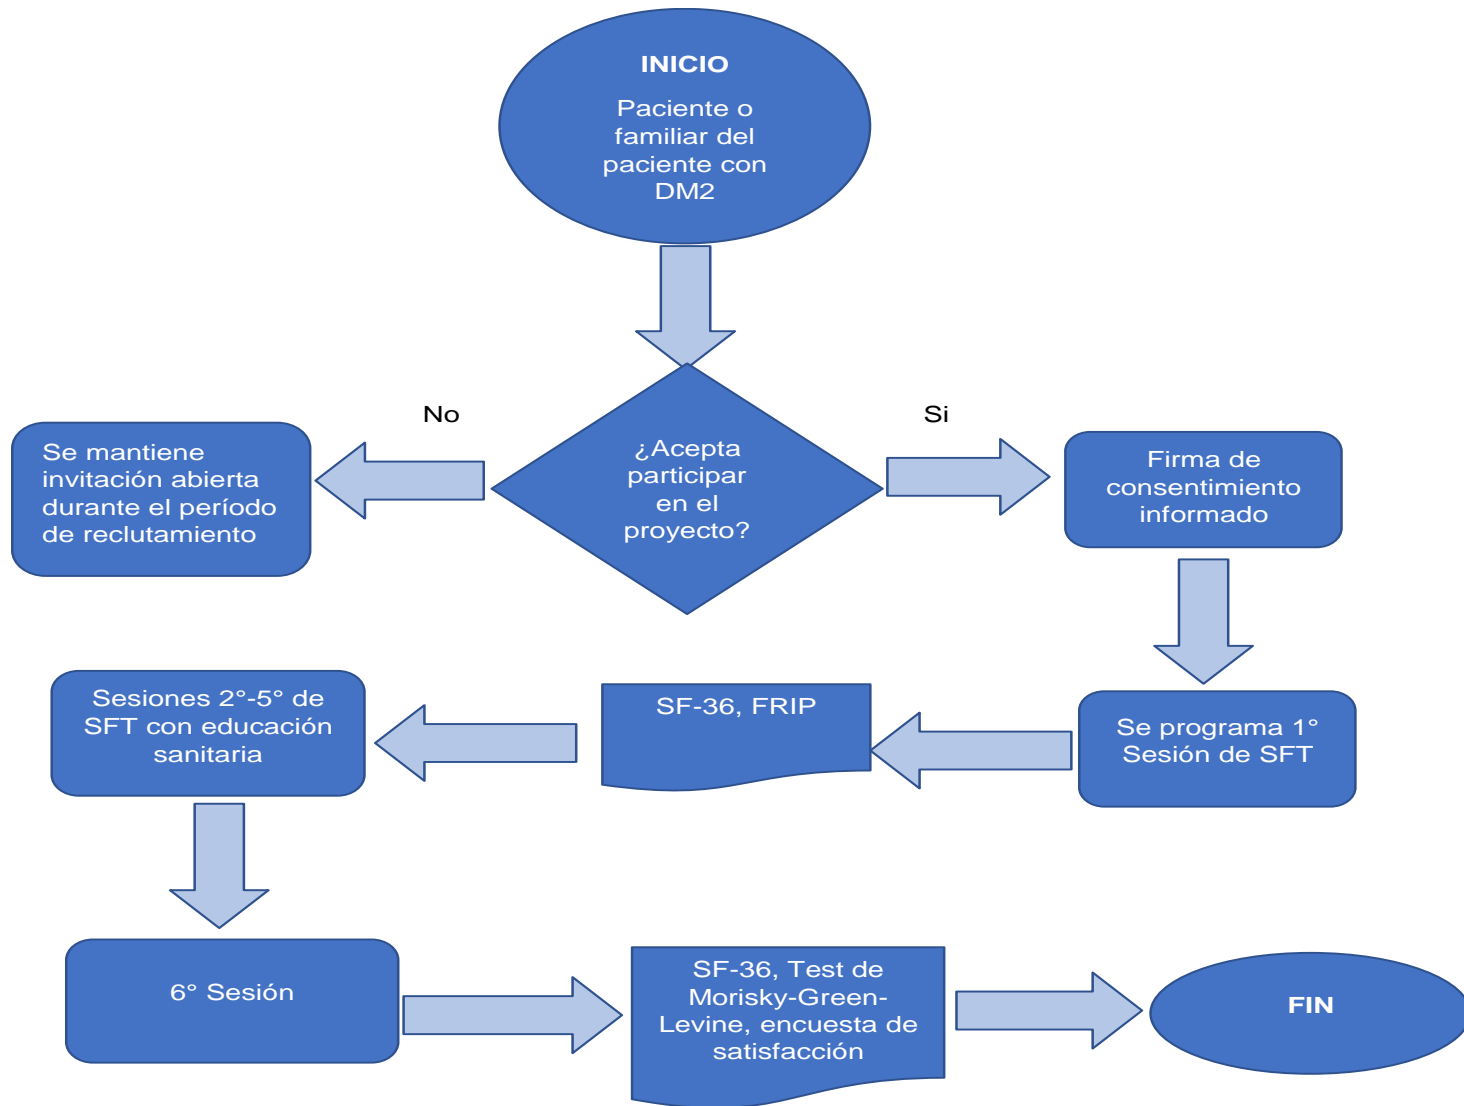 INICIO
Paciente o
familiar del
paciente con
DM2
No
Si
¿Acepta
participar
en el
proyecto?
Se mantiene
invitación abierta
durante el período
de reclutamiento
Firma de
consentimiento
informado
Se programa 1°
Sesión de SFT
SF-36, FRIP
Sesiones 2°-5° de
SFT con educación
sanitaria
6° Sesión
SF-36, Test de
Morisky-Green-
Levine, encuesta de
satisfacción
FIN